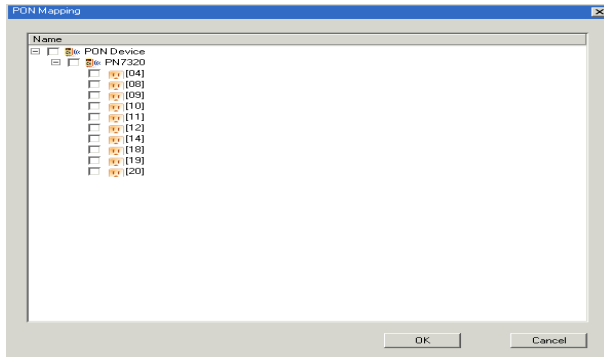 PON Mapping
Name
PON Device
PN7320
[04]
[08]
[09]
[10]
[11]
[12]
[14]
[18]
[19]
[20]
OK
Cancel